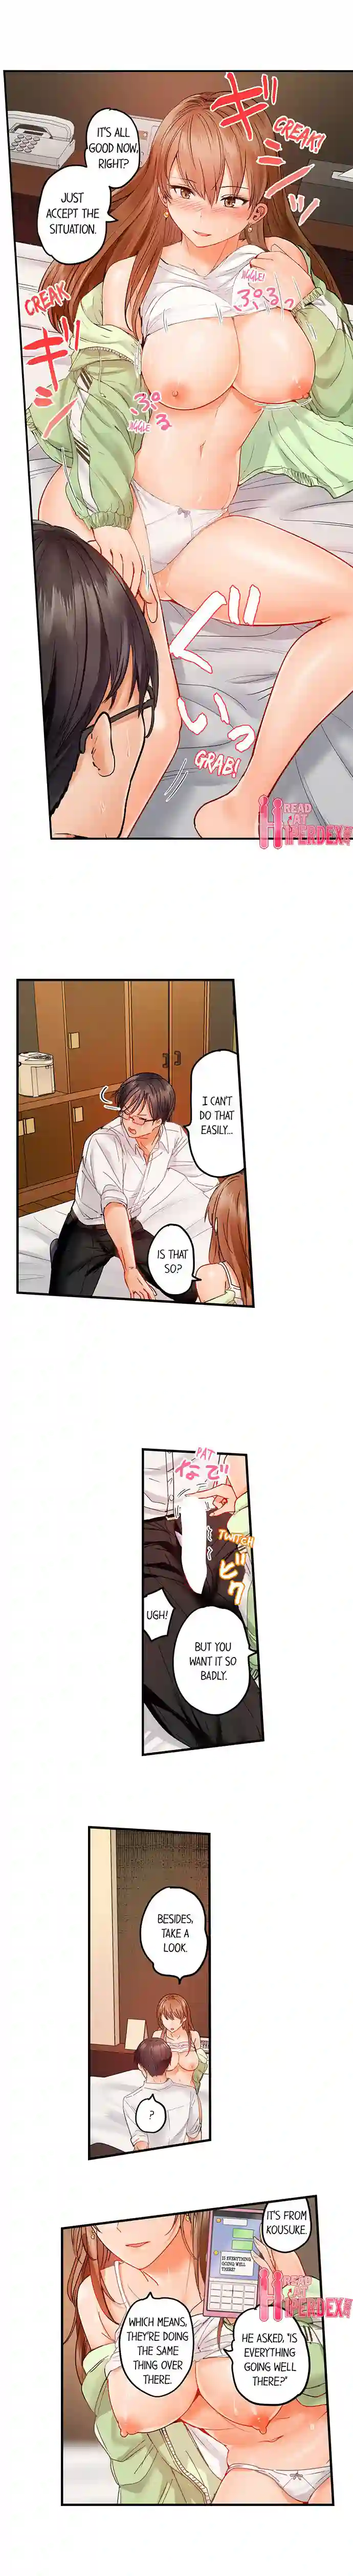 IT'S ALL
GOOD NOW,
RIGHT?
JUST
ACCEPT THE
SITUATION.
ギシ
CREAK!
JIGGLE!
ぷるっ
CREAK
ギシ
ぷる
JIGGLE
ぐいっ
GRAB!
READ
AT
HIPERDEX
I CAN'T
DO THAT
EASILY...
IS THAT
SO?
PAT
なで
TWITCH
ビク
UGH!
BUT YOU
WANT IT SO
BADLY.
BESIDES,
TAKE A
LOOK.
?
IT'S FROM
KOUSUKE.
IS EVERYTHING
GOING WELL
THERE?
READ
AT
HIPERDEX
HE ASKED, "IS
EVERYTHING
GOING WELL
THERE?"
WHICH MEANS,
THEY'RE DOING
THE SAME
THING OVER
THERE.